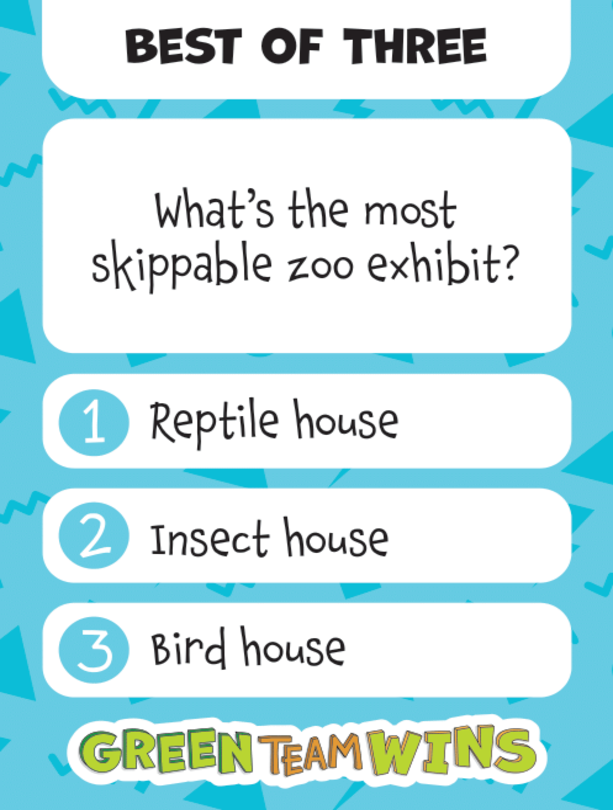 BEST OF THREE
What's the most
skippable zoo exhibit?
1 Reptile house
2 Insect house
3 Bird house
GREEN TEAM WINS